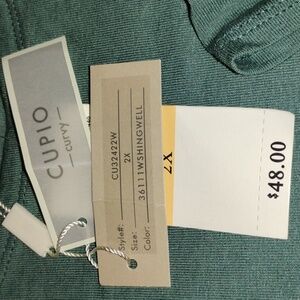 CUPIO
curvy
Style#: CU32422W
Size: 2X
Color: 36111WSHINGWELL
2X
$48.00